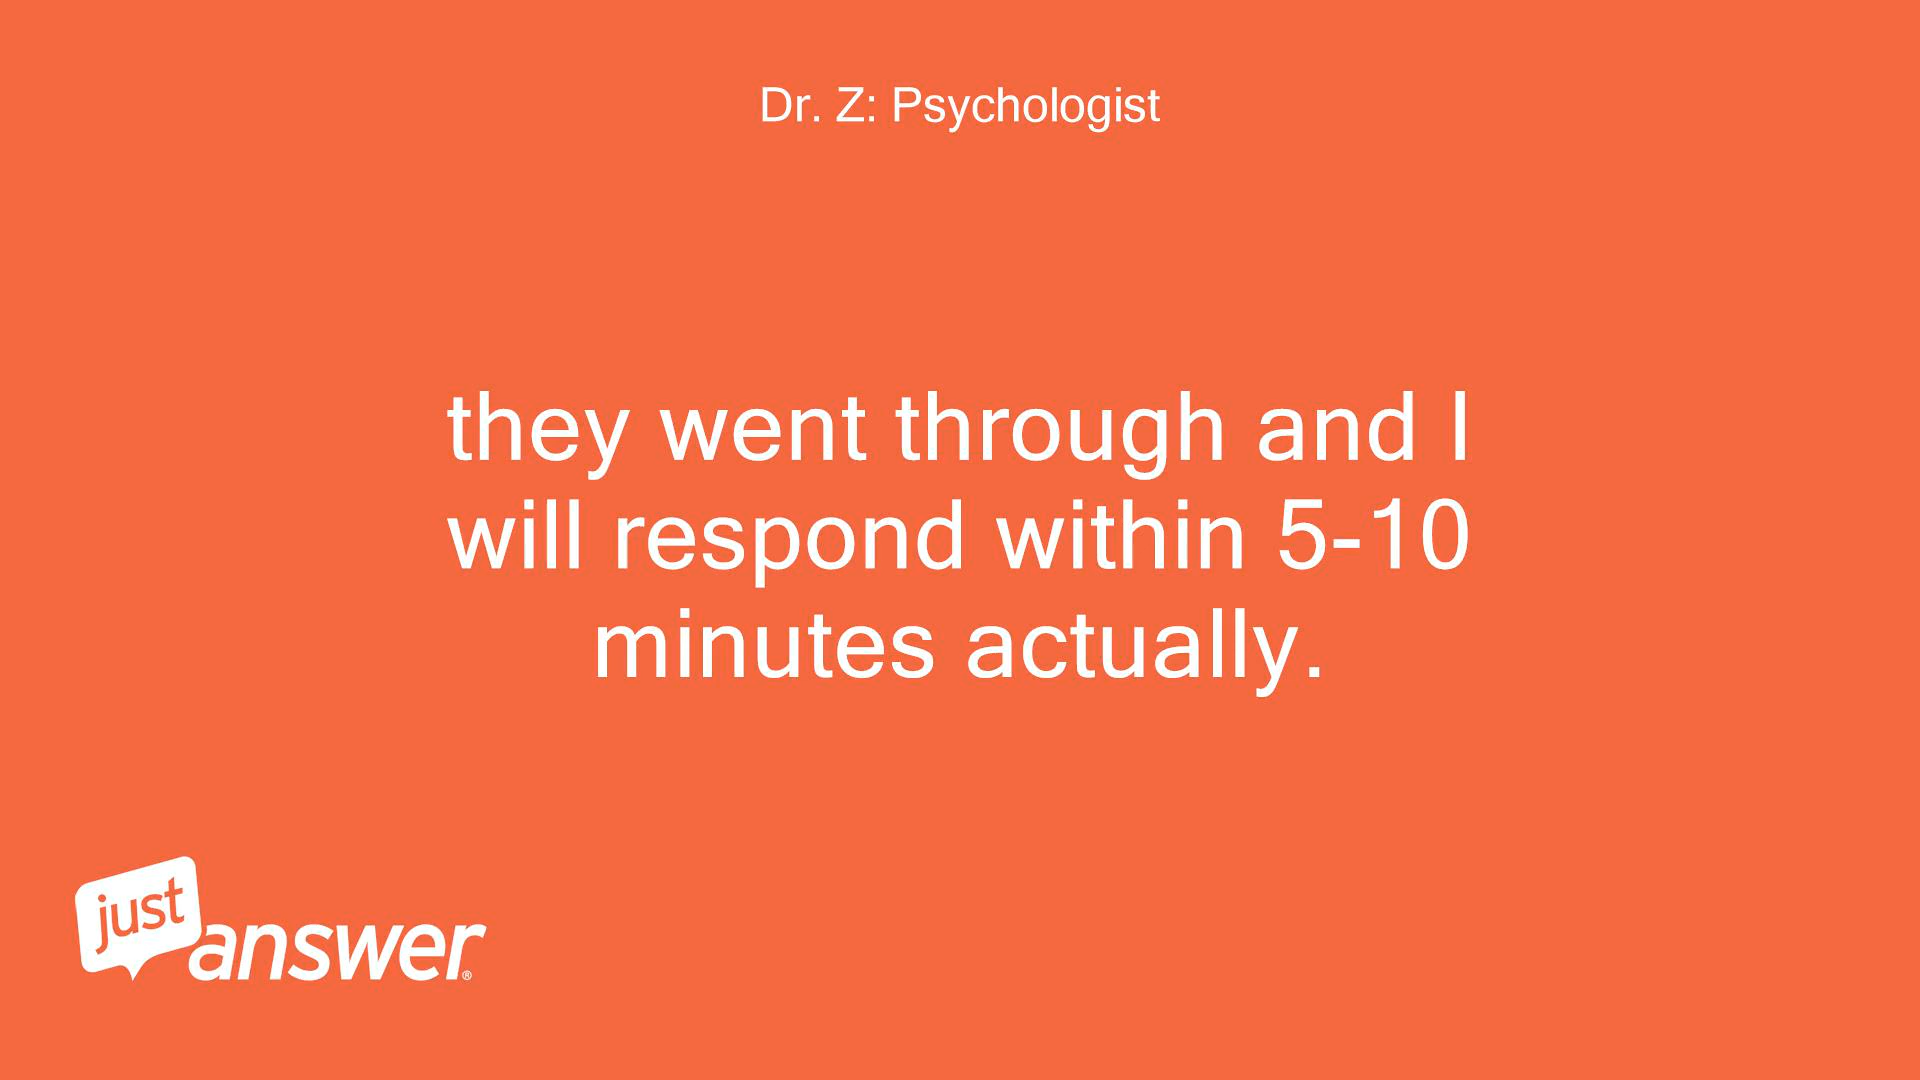 Dr. Z: Psychologist
they went through and I
will respond within 5-10
minutes actually.
just
answer®